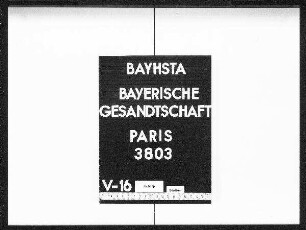 BAYHSTA
BAYERISCHE
GESANDTSCHAFT
PARIS
3803
V-16